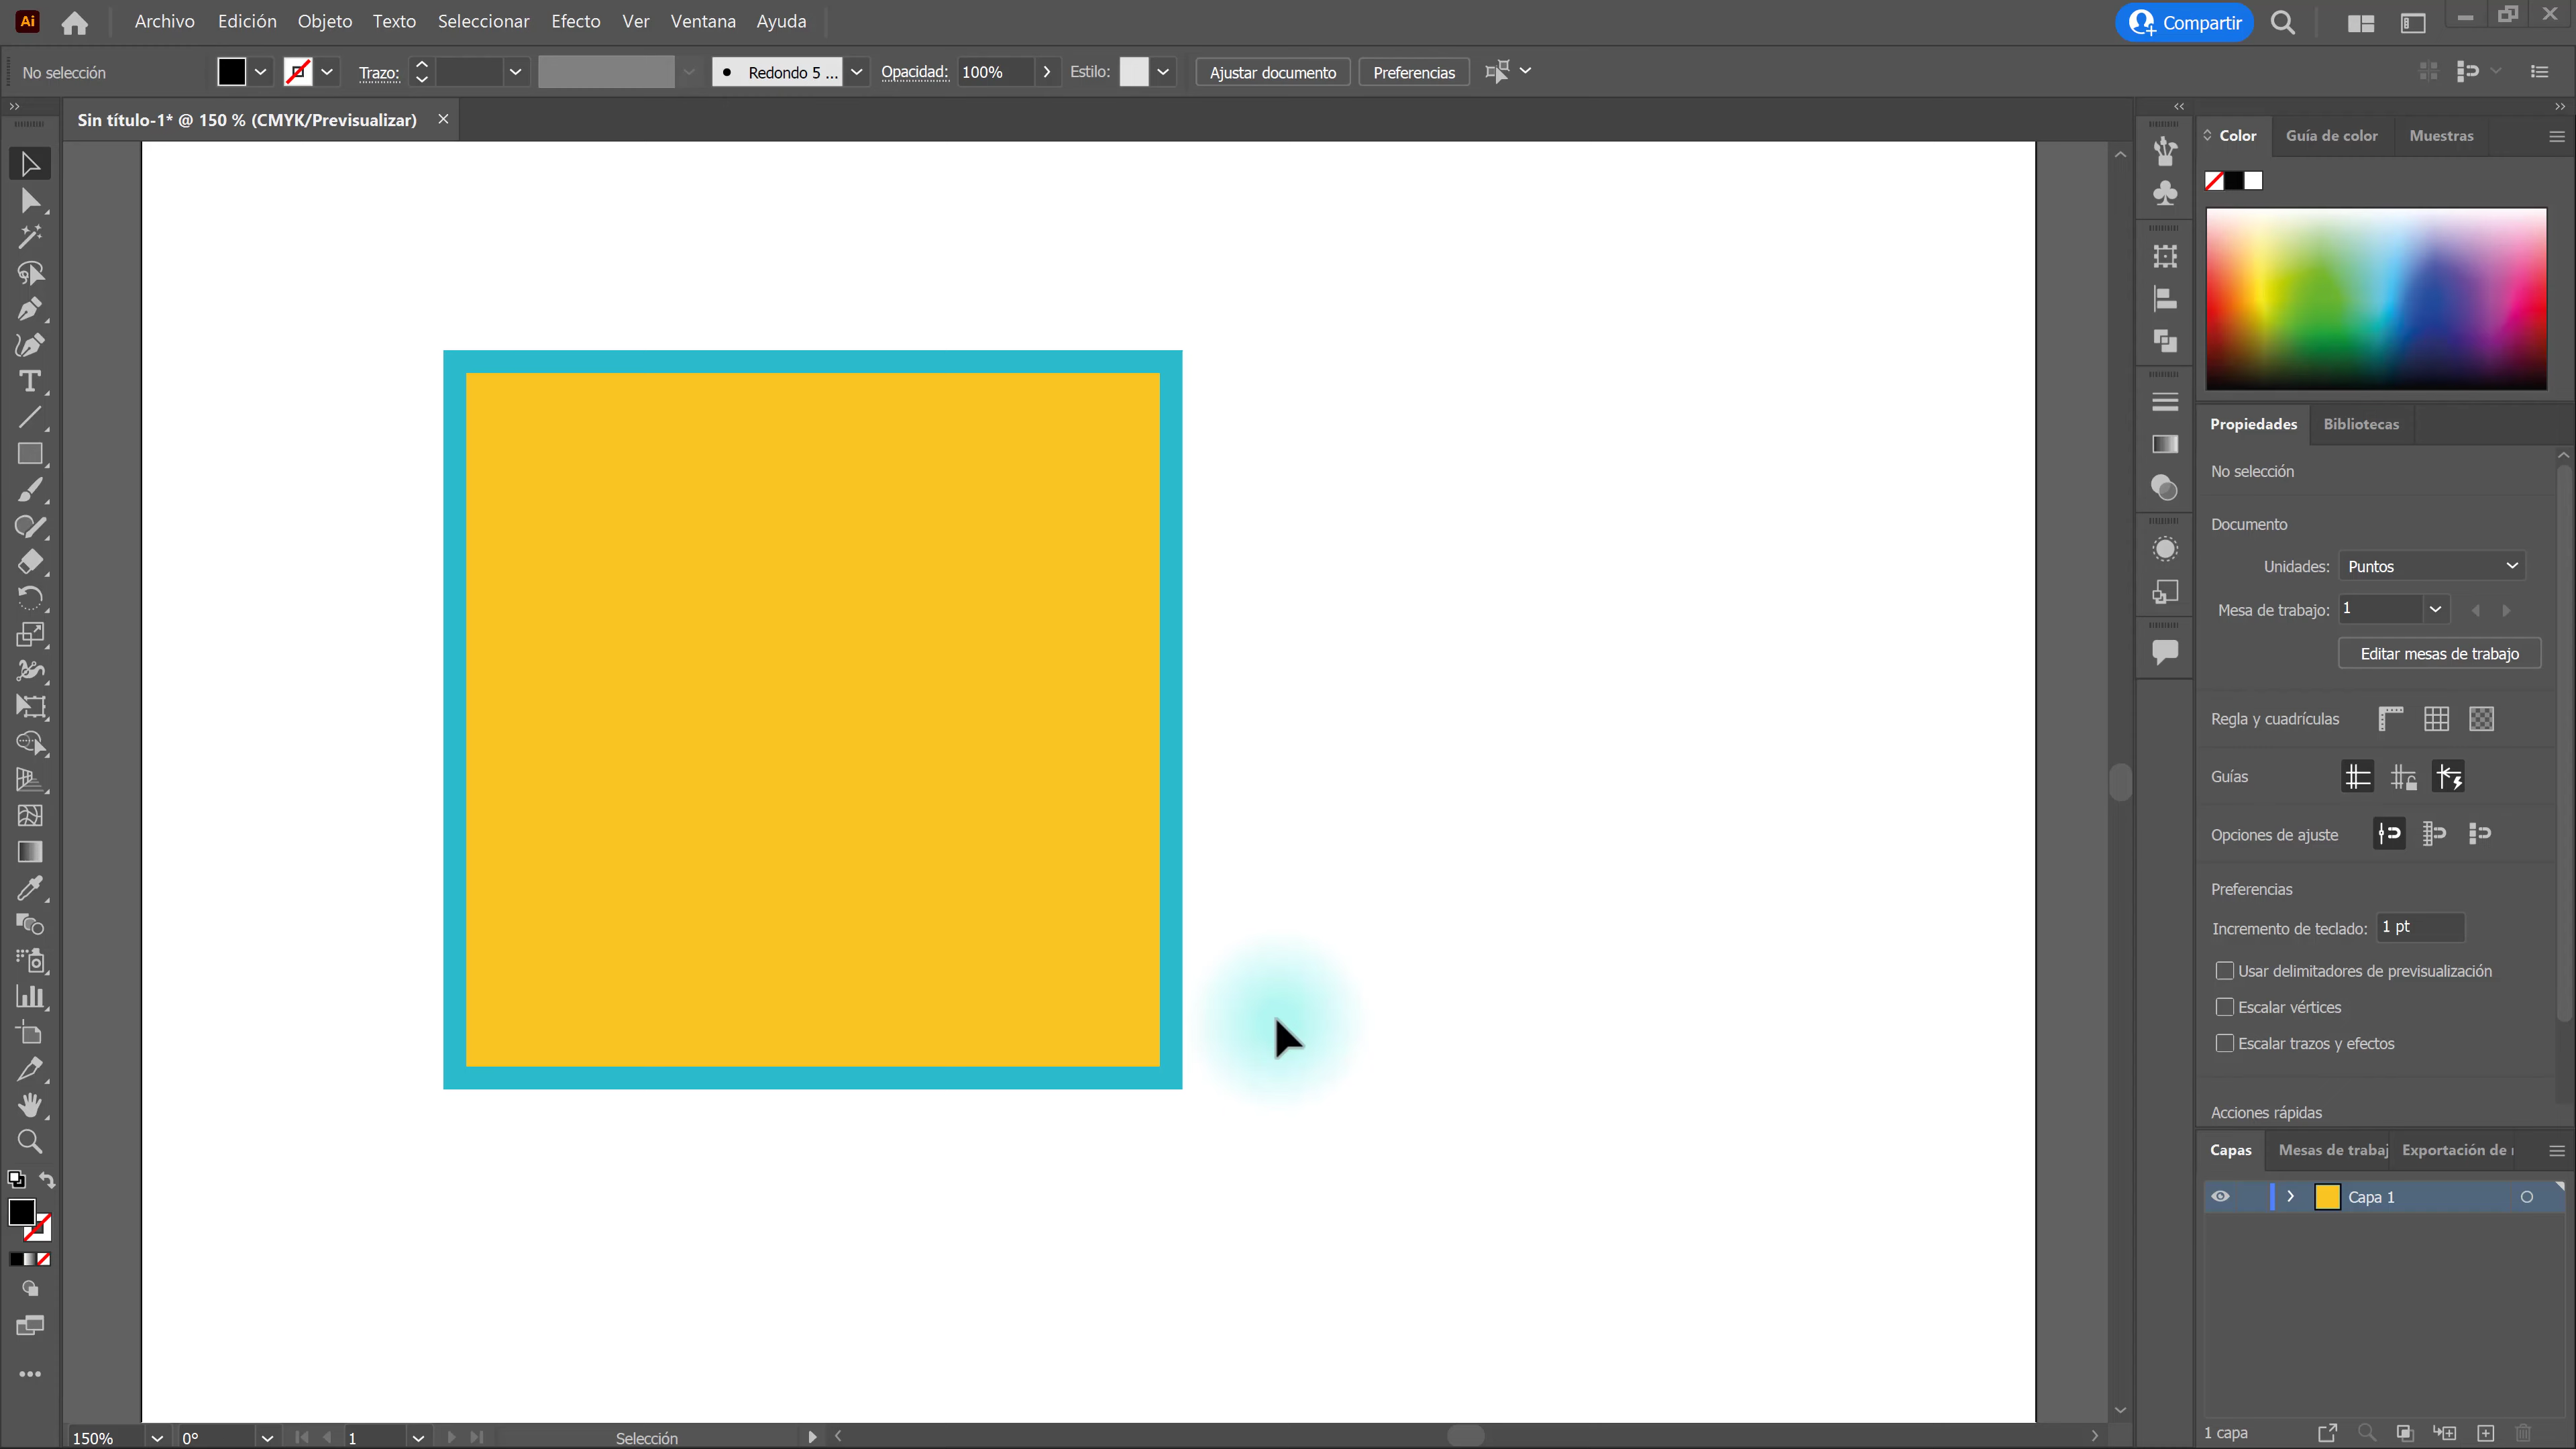 Ai Archivo Edición Objeto Texto Seleccionar Efecto Ver Ventana Ayuda Compartir
No selección Trazo: Redondo 5 ... Opacidad: 100% Estilo: Ajustar documento Preferencias
Sin título-1* @ 150 % (CMYK/Previsualizar)
Color Guía de color Muestras
Propiedades Bibliotecas
No selección
Documento
Unidades: Puntos
Mesa de trabajo: 1
Editar mesas de trabajo
Regla y cuadrículas
Guías
Opciones de ajuste
Preferencias
Incremento de teclado: 1 pt
Usar delimitadores de previsualización
Escalar vértices
Escalar trazos y efectos
Acciones rápidas
Capas Mesas de trabaj Exportación de
Capa 1
1 capa
150% 0° 1 Selección